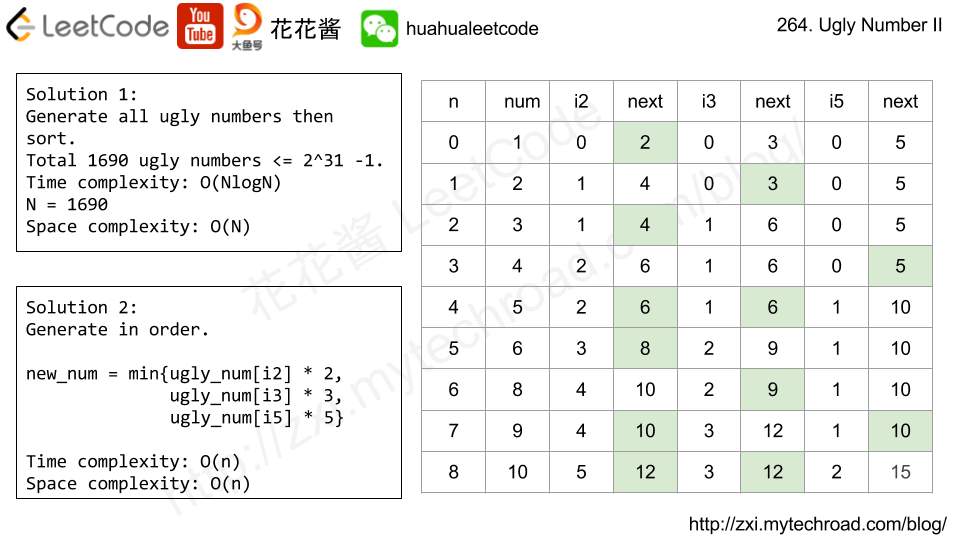 LeetCode You Tube 大鱼号 花花酱 huahualeetcode 264. Ugly Number II
Solution 1:
Generate all ugly numbers then
sort.
Total 1690 ugly numbers <= 2^31 -1.
Time complexity: O(NlogN)
N = 1690
Space complexity: O(N)
Solution 2:
Generate in order.
new_num = min{ugly_num[i2] * 2,
ugly_num[i3] * 3,
ugly_num[i5] * 5}
Time complexity: O(n)
Space complexity: O(n)
n num i2 next i3 next i5 next
0 1 0 2 0 3 0 5
1 2 1 4 0 3 0 5
2 3 1 4 1 6 0 5
3 4 2 6 1 6 0 5
4 5 2 6 1 6 1 10
5 6 3 8 2 9 1 10
6 8 4 10 2 9 1 10
7 9 4 10 3 12 1 10
8 10 5 12 3 12 2 15
花花酱 LeetCode
http://zxi.mytechroad.com/blog/
http://zxi.mytechroad.com/blog/